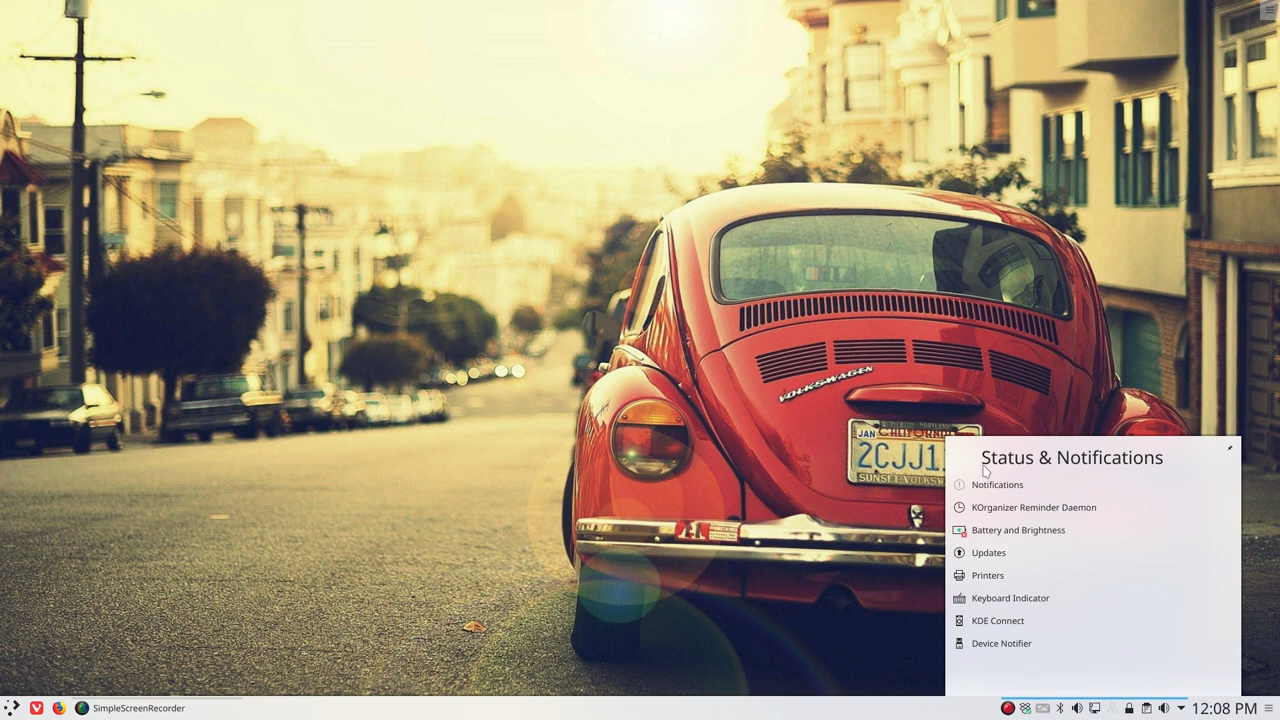 VOLKSWAGEN
JAN
CALIFORNIA
2CJJ1
SUNSET VOLKSW
Status & Notifications
Notifications
KOrganizer Reminder Daemon
Battery and Brightness
Updates
Printers
Keyboard Indicator
KDE Connect
Device Notifier
SimpleScreenRecorder
12:08 PM